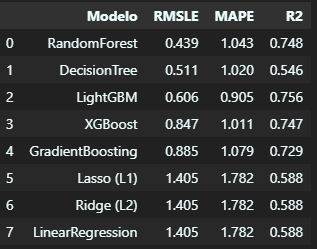 Modelo RMSLE MAPE R2
0 RandomForest 0.439 1.043 0.748
1 DecisionTree 0.511 1.020 0.546
2 LightGBM 0.606 0.905 0.756
3 XGBoost 0.847 1.011 0.747
4 GradientBoosting 0.885 1.079 0.729
5 Lasso (L1) 1.405 1.782 0.588
6 Ridge (L2) 1.405 1.782 0.588
7 LinearRegression 1.405 1.782 0.588